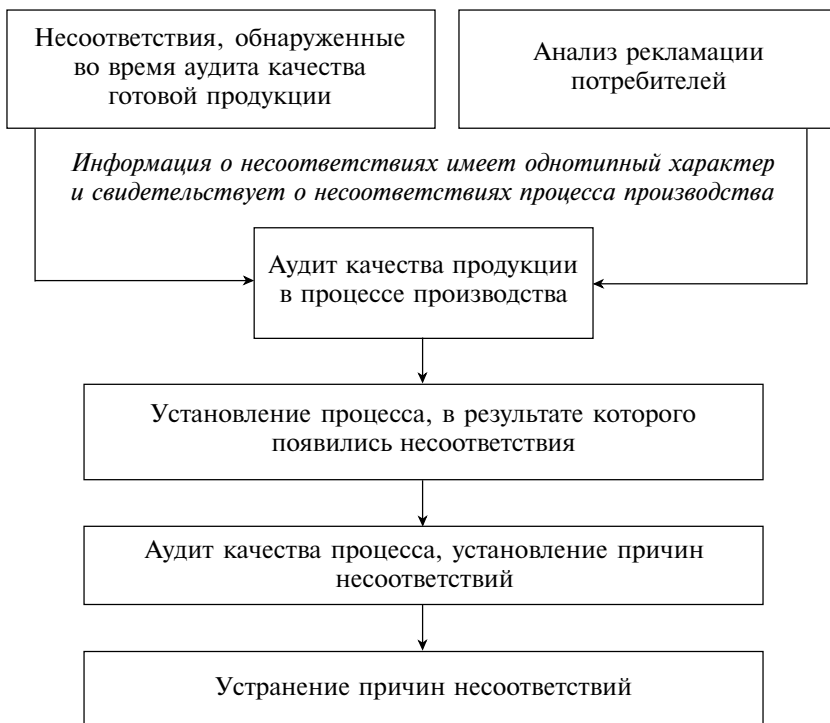 Несоответствия, обнаруженные
во время аудита качества
готовой продукции
Анализ рекламации
потребителей
Информация о несоответствиях имеет однотипный характер
и свидетельствует о несоответствиях процесса производства
Аудит качества продукции
в процессе производства
Установление процесса, в результате которого
появились несоответствия
Аудит качества процесса, установление причин
несоответствий
Устранение причин несоответствий